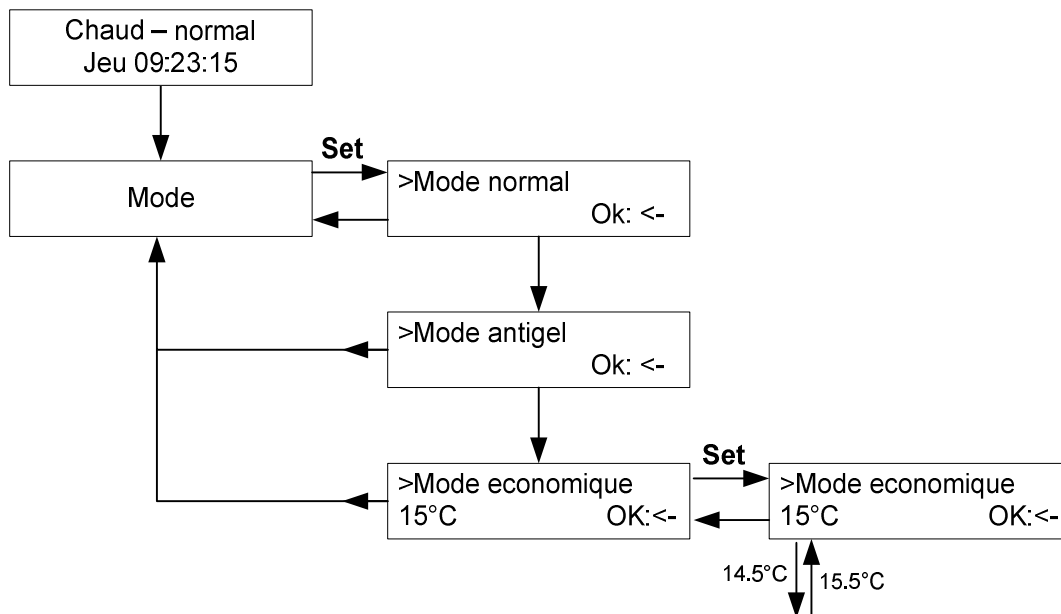 Chaud – normal
Jeu 09:23:15
Set
Mode
>Mode normal
Ok: <-
>Mode antigel
Ok: <-
Set
>Mode economique
15°C OK:<-
>Mode economique
15°C OK:<-
14.5°C
15.5°C